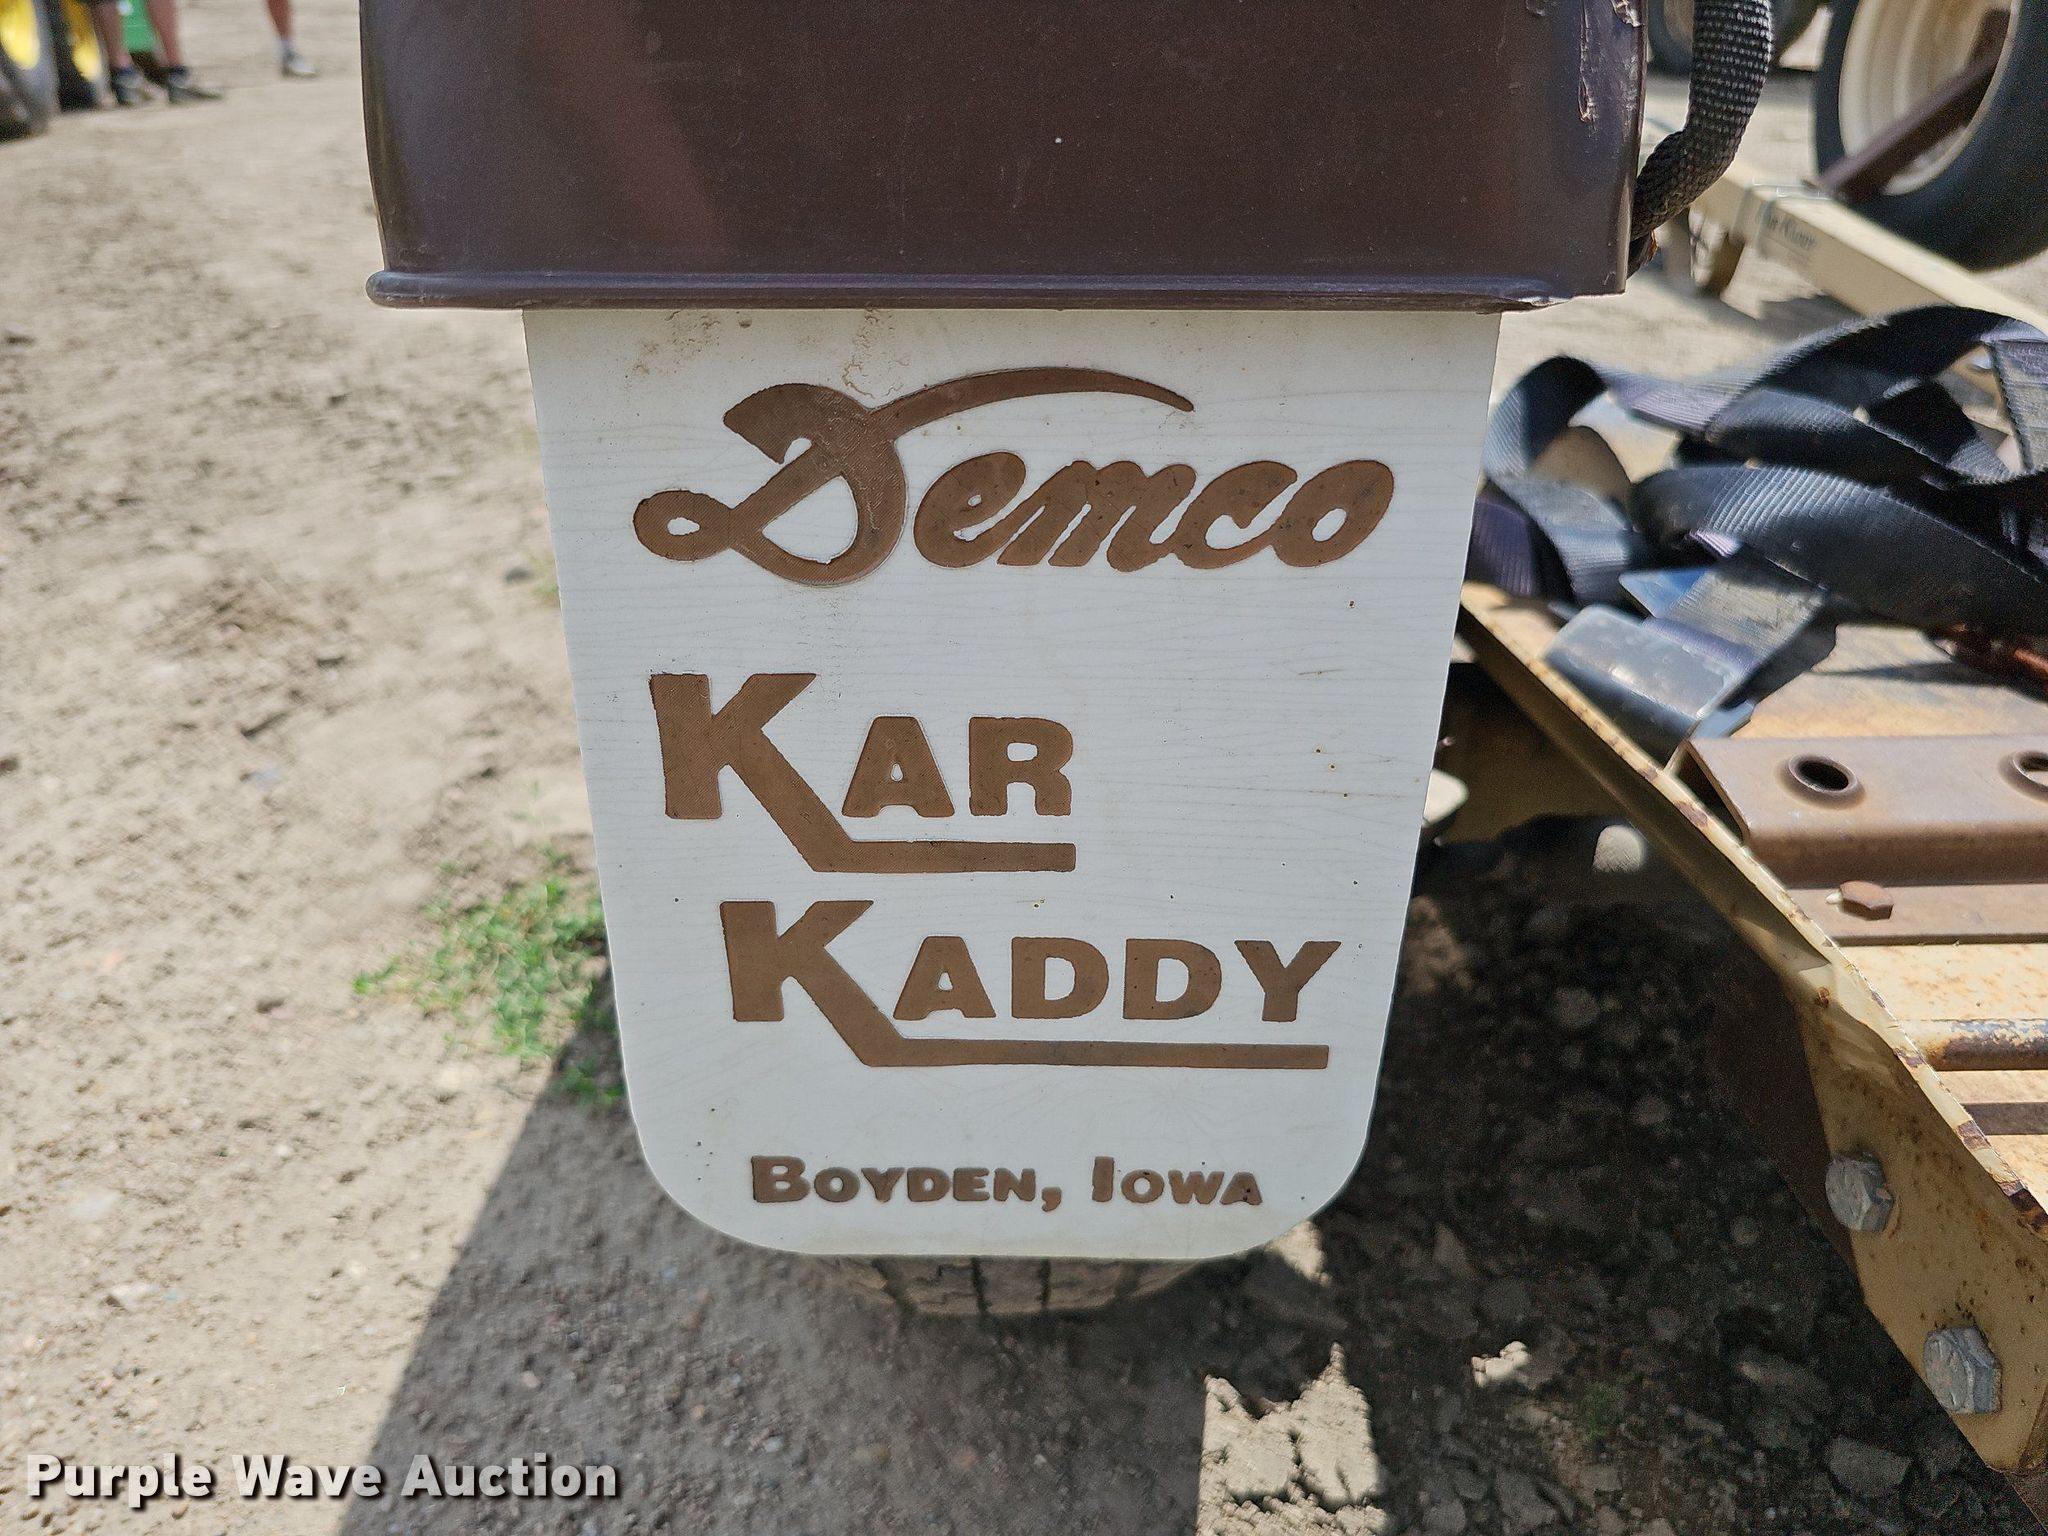 Demco
KAR
KADDY
BOYDEN, IOWA
Purple Wave Auction